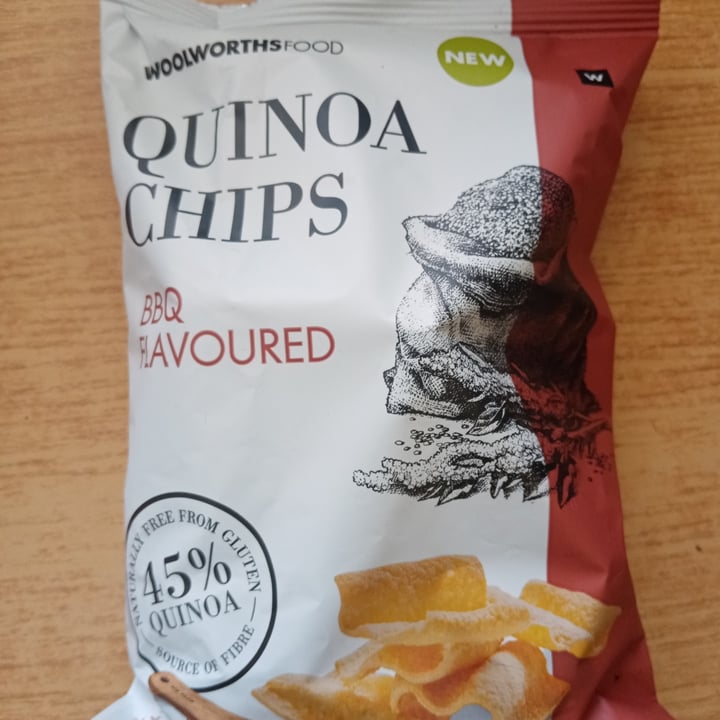 WOOLWORTHSFOOD
NEW
W
QUINOA
CHIPS
BBQ
FLAVOURED
NATURALLY FREE FROM GLUTEN
45%
QUINOA
SOURCE OF FIBRE